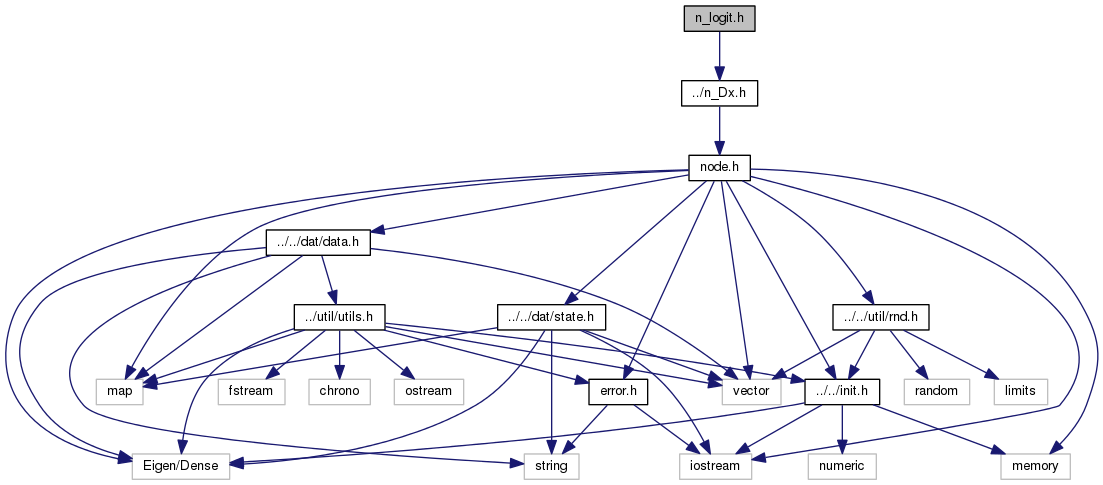 n_logit.h
../n_Dx.h
node.h
../../dat/data.h
../util/utils.h
../../dat/state.h
../../util/rnd.h
map
fstream
chrono
ostream
error.h
vector
../../init.h
random
limits
Eigen/Dense
string
iostream
numeric
memory